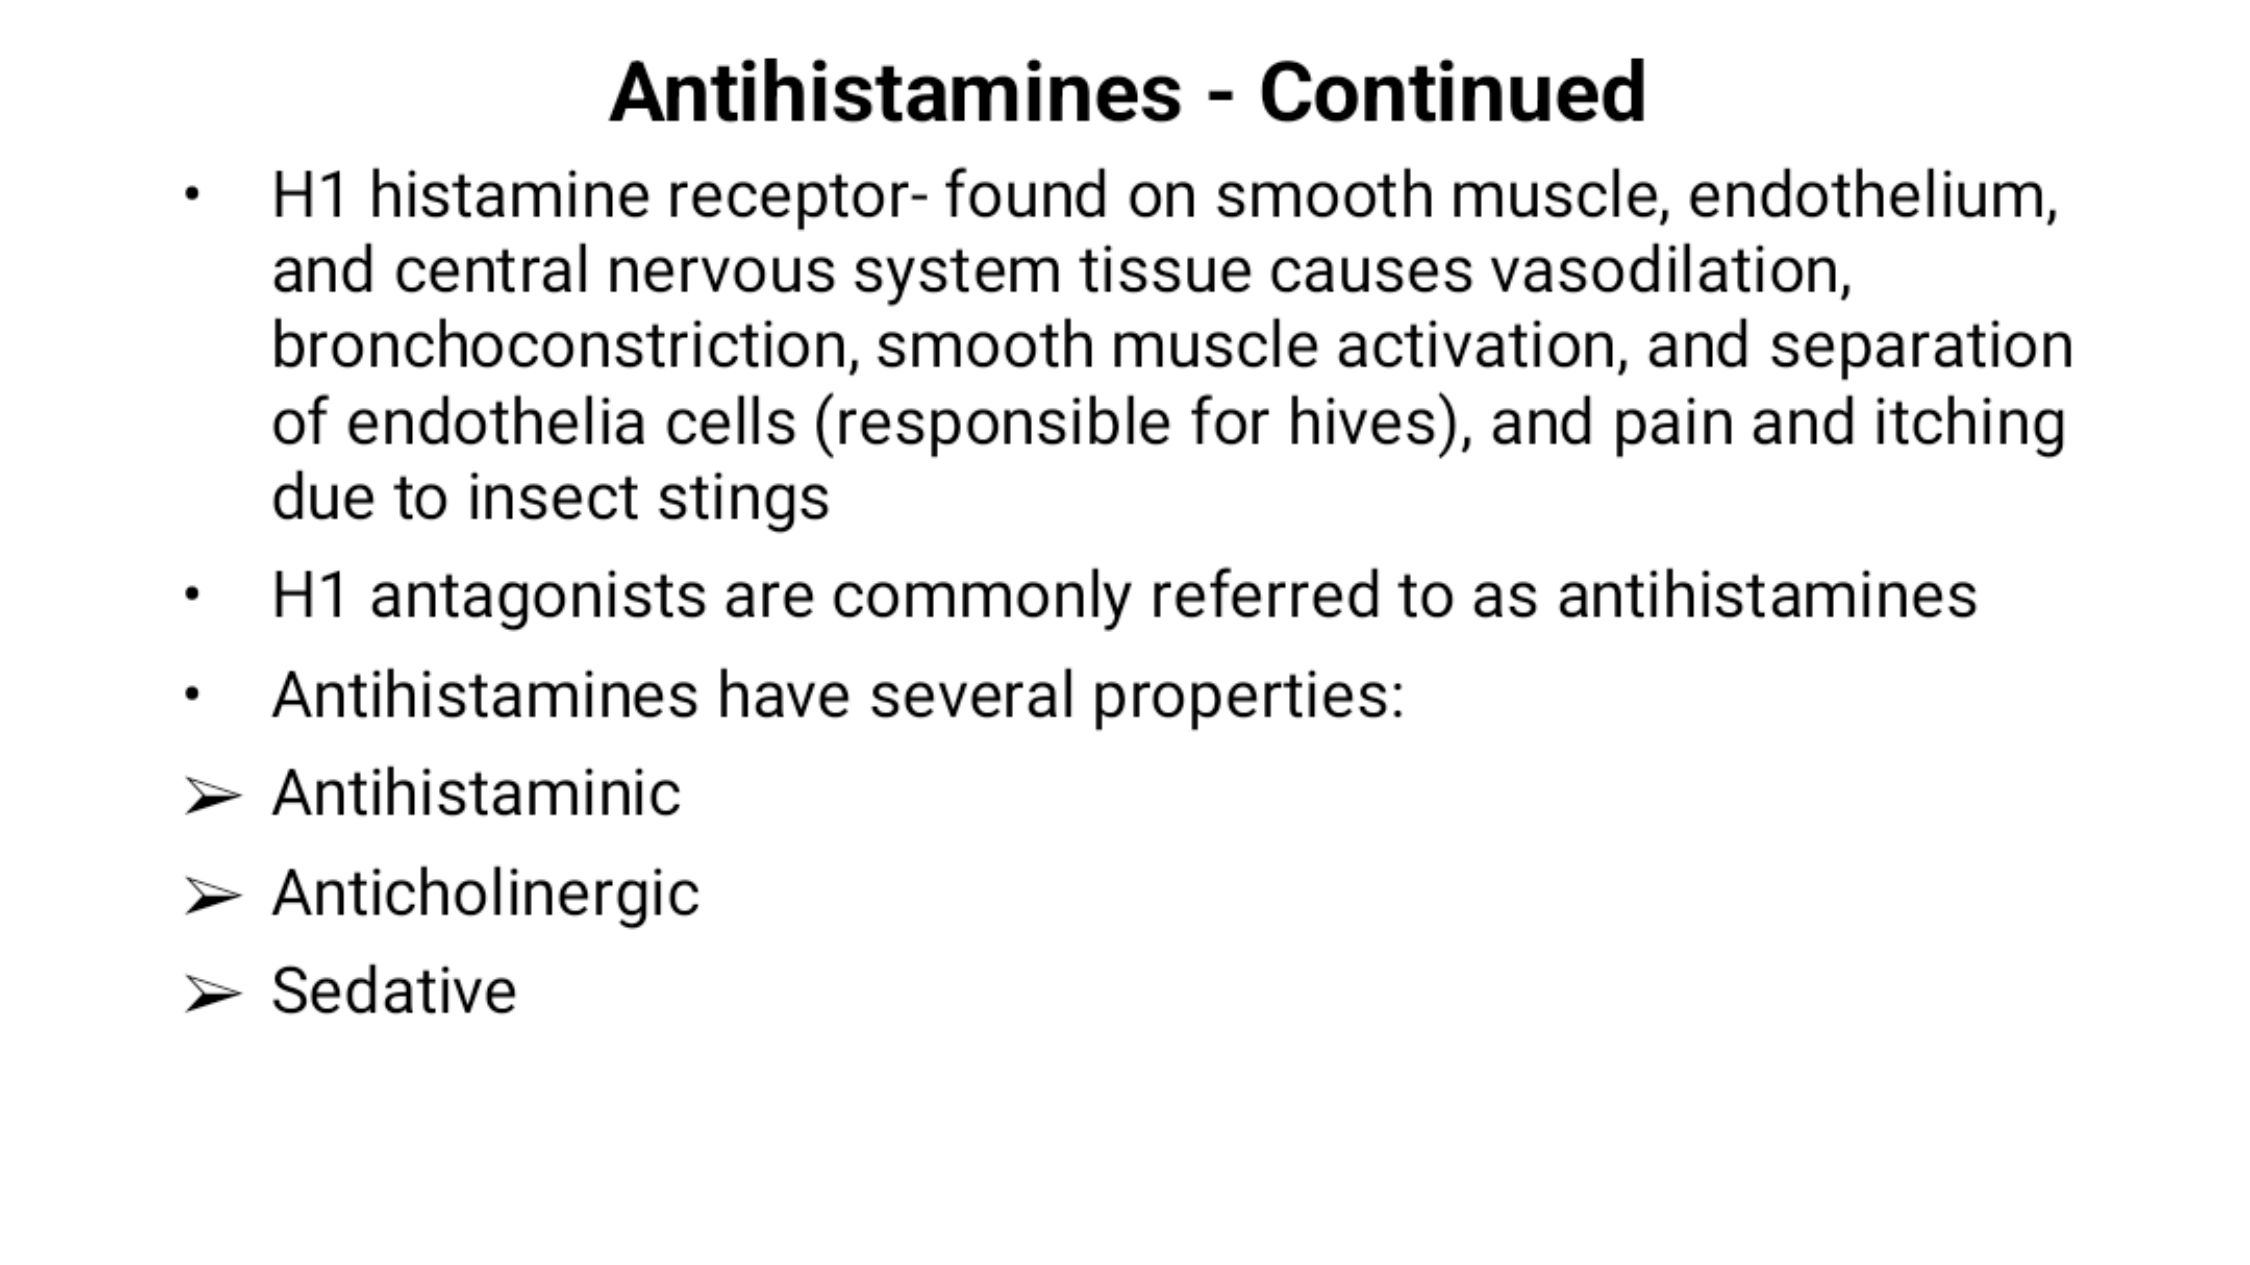 Antihistamines - Continued
• H1 histamine receptor- found on smooth muscle, endothelium,
and central nervous system tissue causes vasodilation,
bronchoconstriction, smooth muscle activation, and separation
of endothelia cells (responsible for hives), and pain and itching
due to insect stings
• H1 antagonists are commonly referred to as antihistamines
• Antihistamines have several properties:
➢ Antihistaminic
➢ Anticholinergic
➢ Sedative